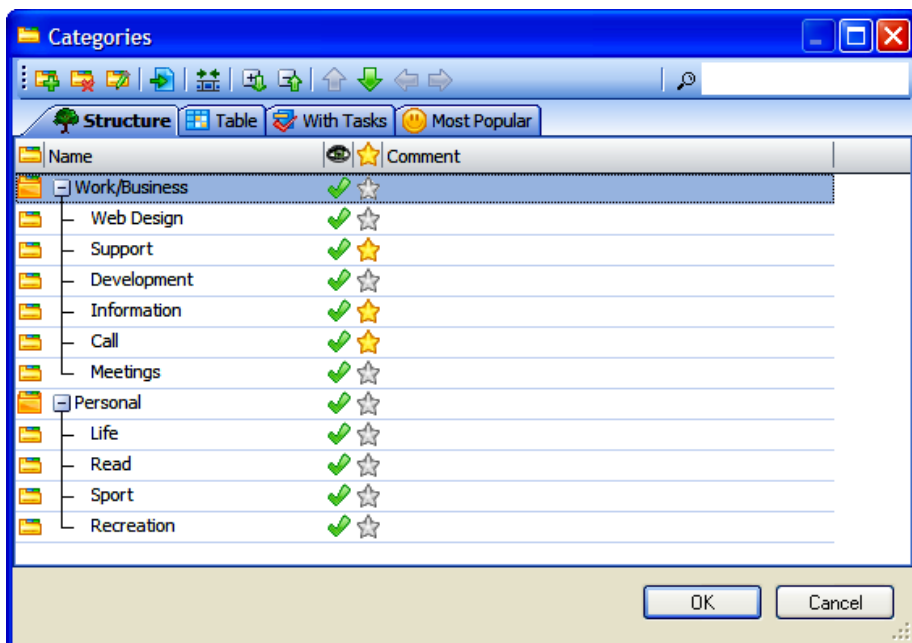 Categories
Structure Table With Tasks Most Popular
Name Comment
Work/Business
Web Design
Support
Development
Information
Call
Meetings
Personal
Life
Read
Sport
Recreation
OK Cancel